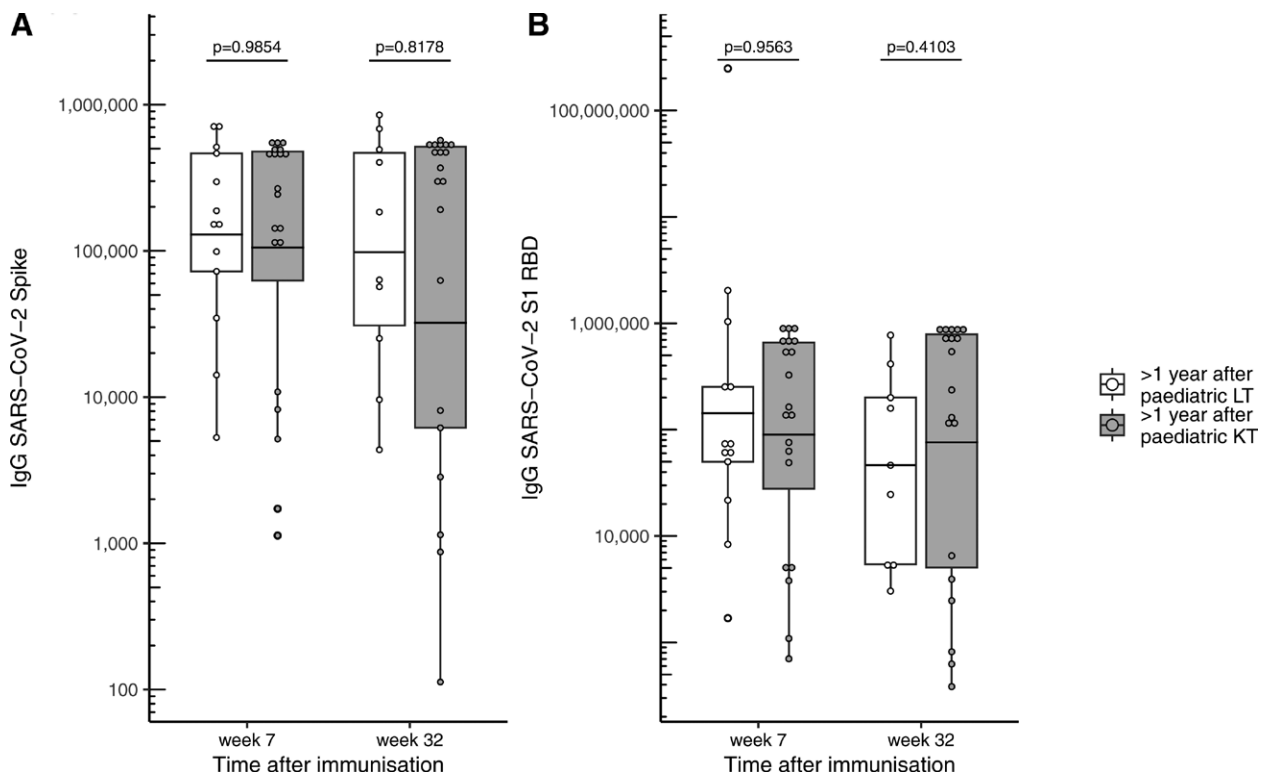 A
p=0.9854
p=0.8178
1,000,000
100,000
10,000
1,000
100
IgG SARS−CoV−2 Spike
week 7
week 32
Time after immunisation
B
p=0.9563
p=0.4103
100,000,000
1,000,000
10,000
IgG SARS−CoV−2 S1 RBD
week 7
week 32
Time after immunisation
>1 year after
paediatric LT
>1 year after
paediatric KT